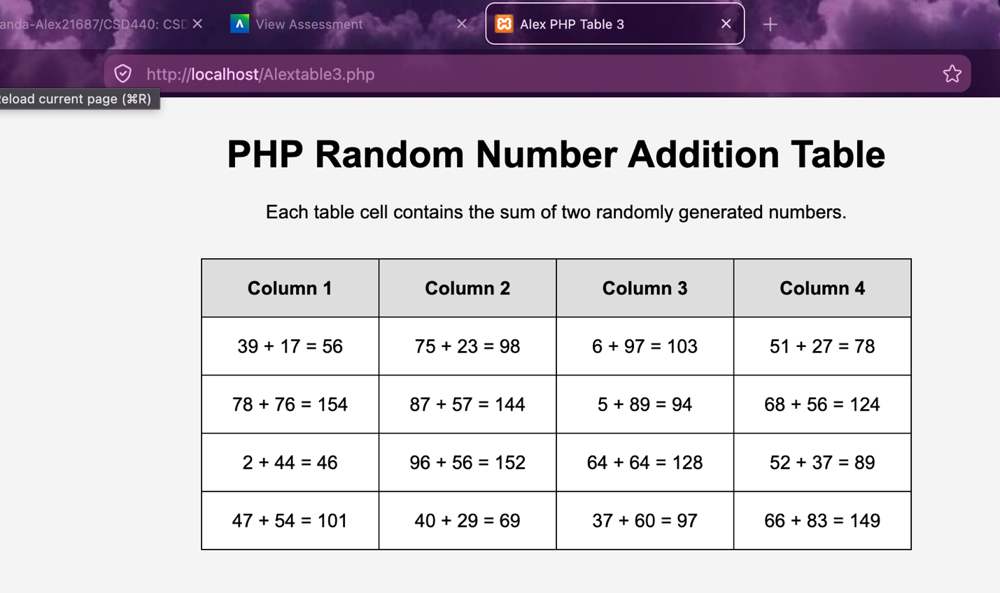 anda-Alex21687/CSD440: CSD
View Assessment
Alex PHP Table 3
http://localhost/Alextable3.php
eload current page (⌘R)
PHP Random Number Addition Table
Each table cell contains the sum of two randomly generated numbers.
Column 1 Column 2 Column 3 Column 4
39 + 17 = 56 75 + 23 = 98 6 + 97 = 103 51 + 27 = 78
78 + 76 = 154 87 + 57 = 144 5 + 89 = 94 68 + 56 = 124
2 + 44 = 46 96 + 56 = 152 64 + 64 = 128 52 + 37 = 89
47 + 54 = 101 40 + 29 = 69 37 + 60 = 97 66 + 83 = 149